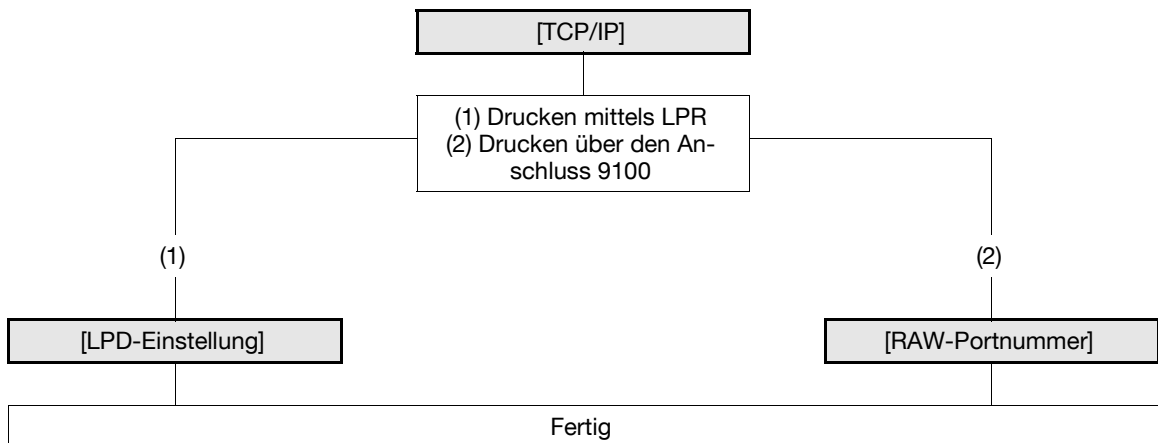 [TCP/IP]
(1) Drucken mittels LPR
(2) Drucken über den An-
schluss 9100
(1)
(2)
[LPD-Einstellung]
[RAW-Portnummer]
Fertig